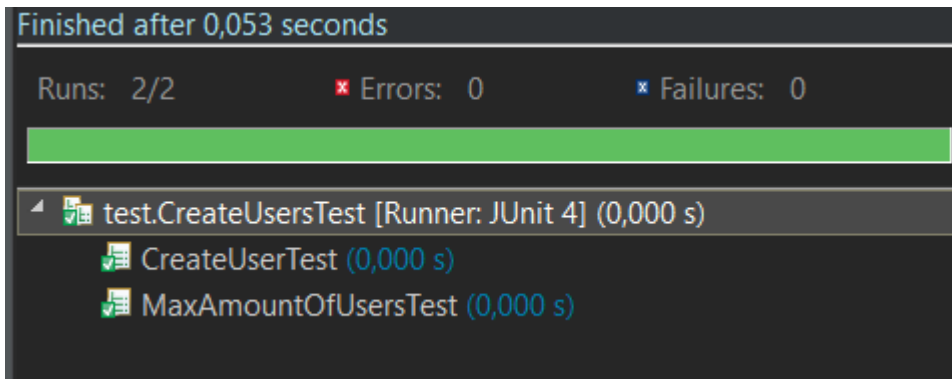 Finished after 0,053 seconds
Runs: 2/2 Errors: 0 Failures: 0
test.CreateUsersTest [Runner: JUnit 4] (0,000 s)
CreateUserTest (0,000 s)
MaxAmountOfUsersTest (0,000 s)